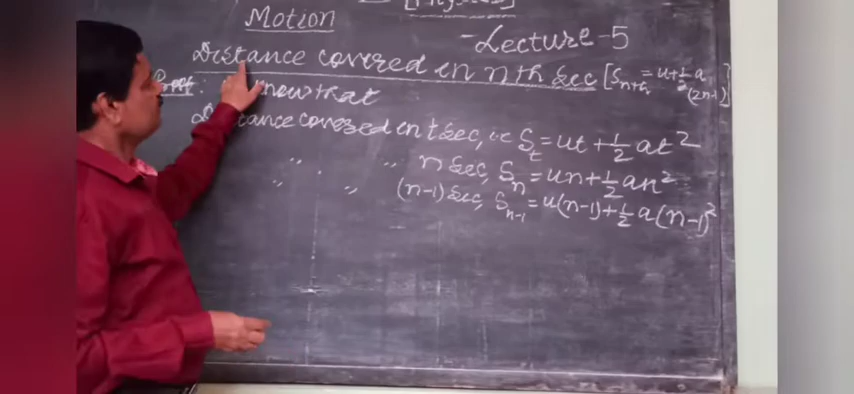 [Physics]
Motion
-Lecture-5
Distance covered in nth sec [S_nth = u+1/2 a (2n-1)]
Proof: know that
Distance covered in t sec, is S_t = ut + 1/2 at²
〃 〃 n sec, S_n = un + 1/2 an²
〃 〃 (n-1) sec, S_n-1 = u(n-1) + 1/2 a(n-1)²